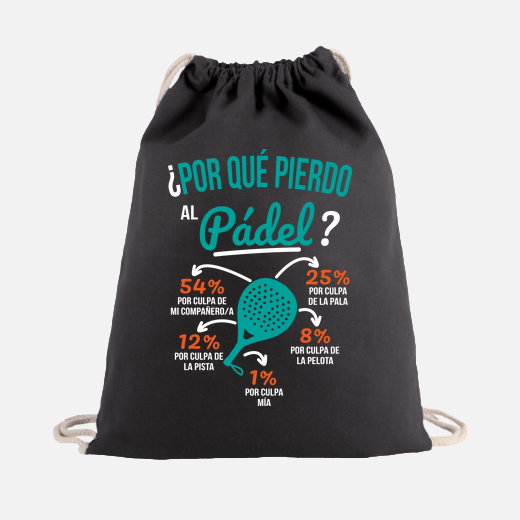 ¿POR QUÉ PIERDO
AL Pádel?
54%
POR CULPA DE
MI COMPAÑERO/A
25%
POR CULPA
DE LA PALA
12%
POR CULPA DE
LA PISTA
8%
POR CULPA DE
LA PELOTA
1%
POR CULPA
MÍA